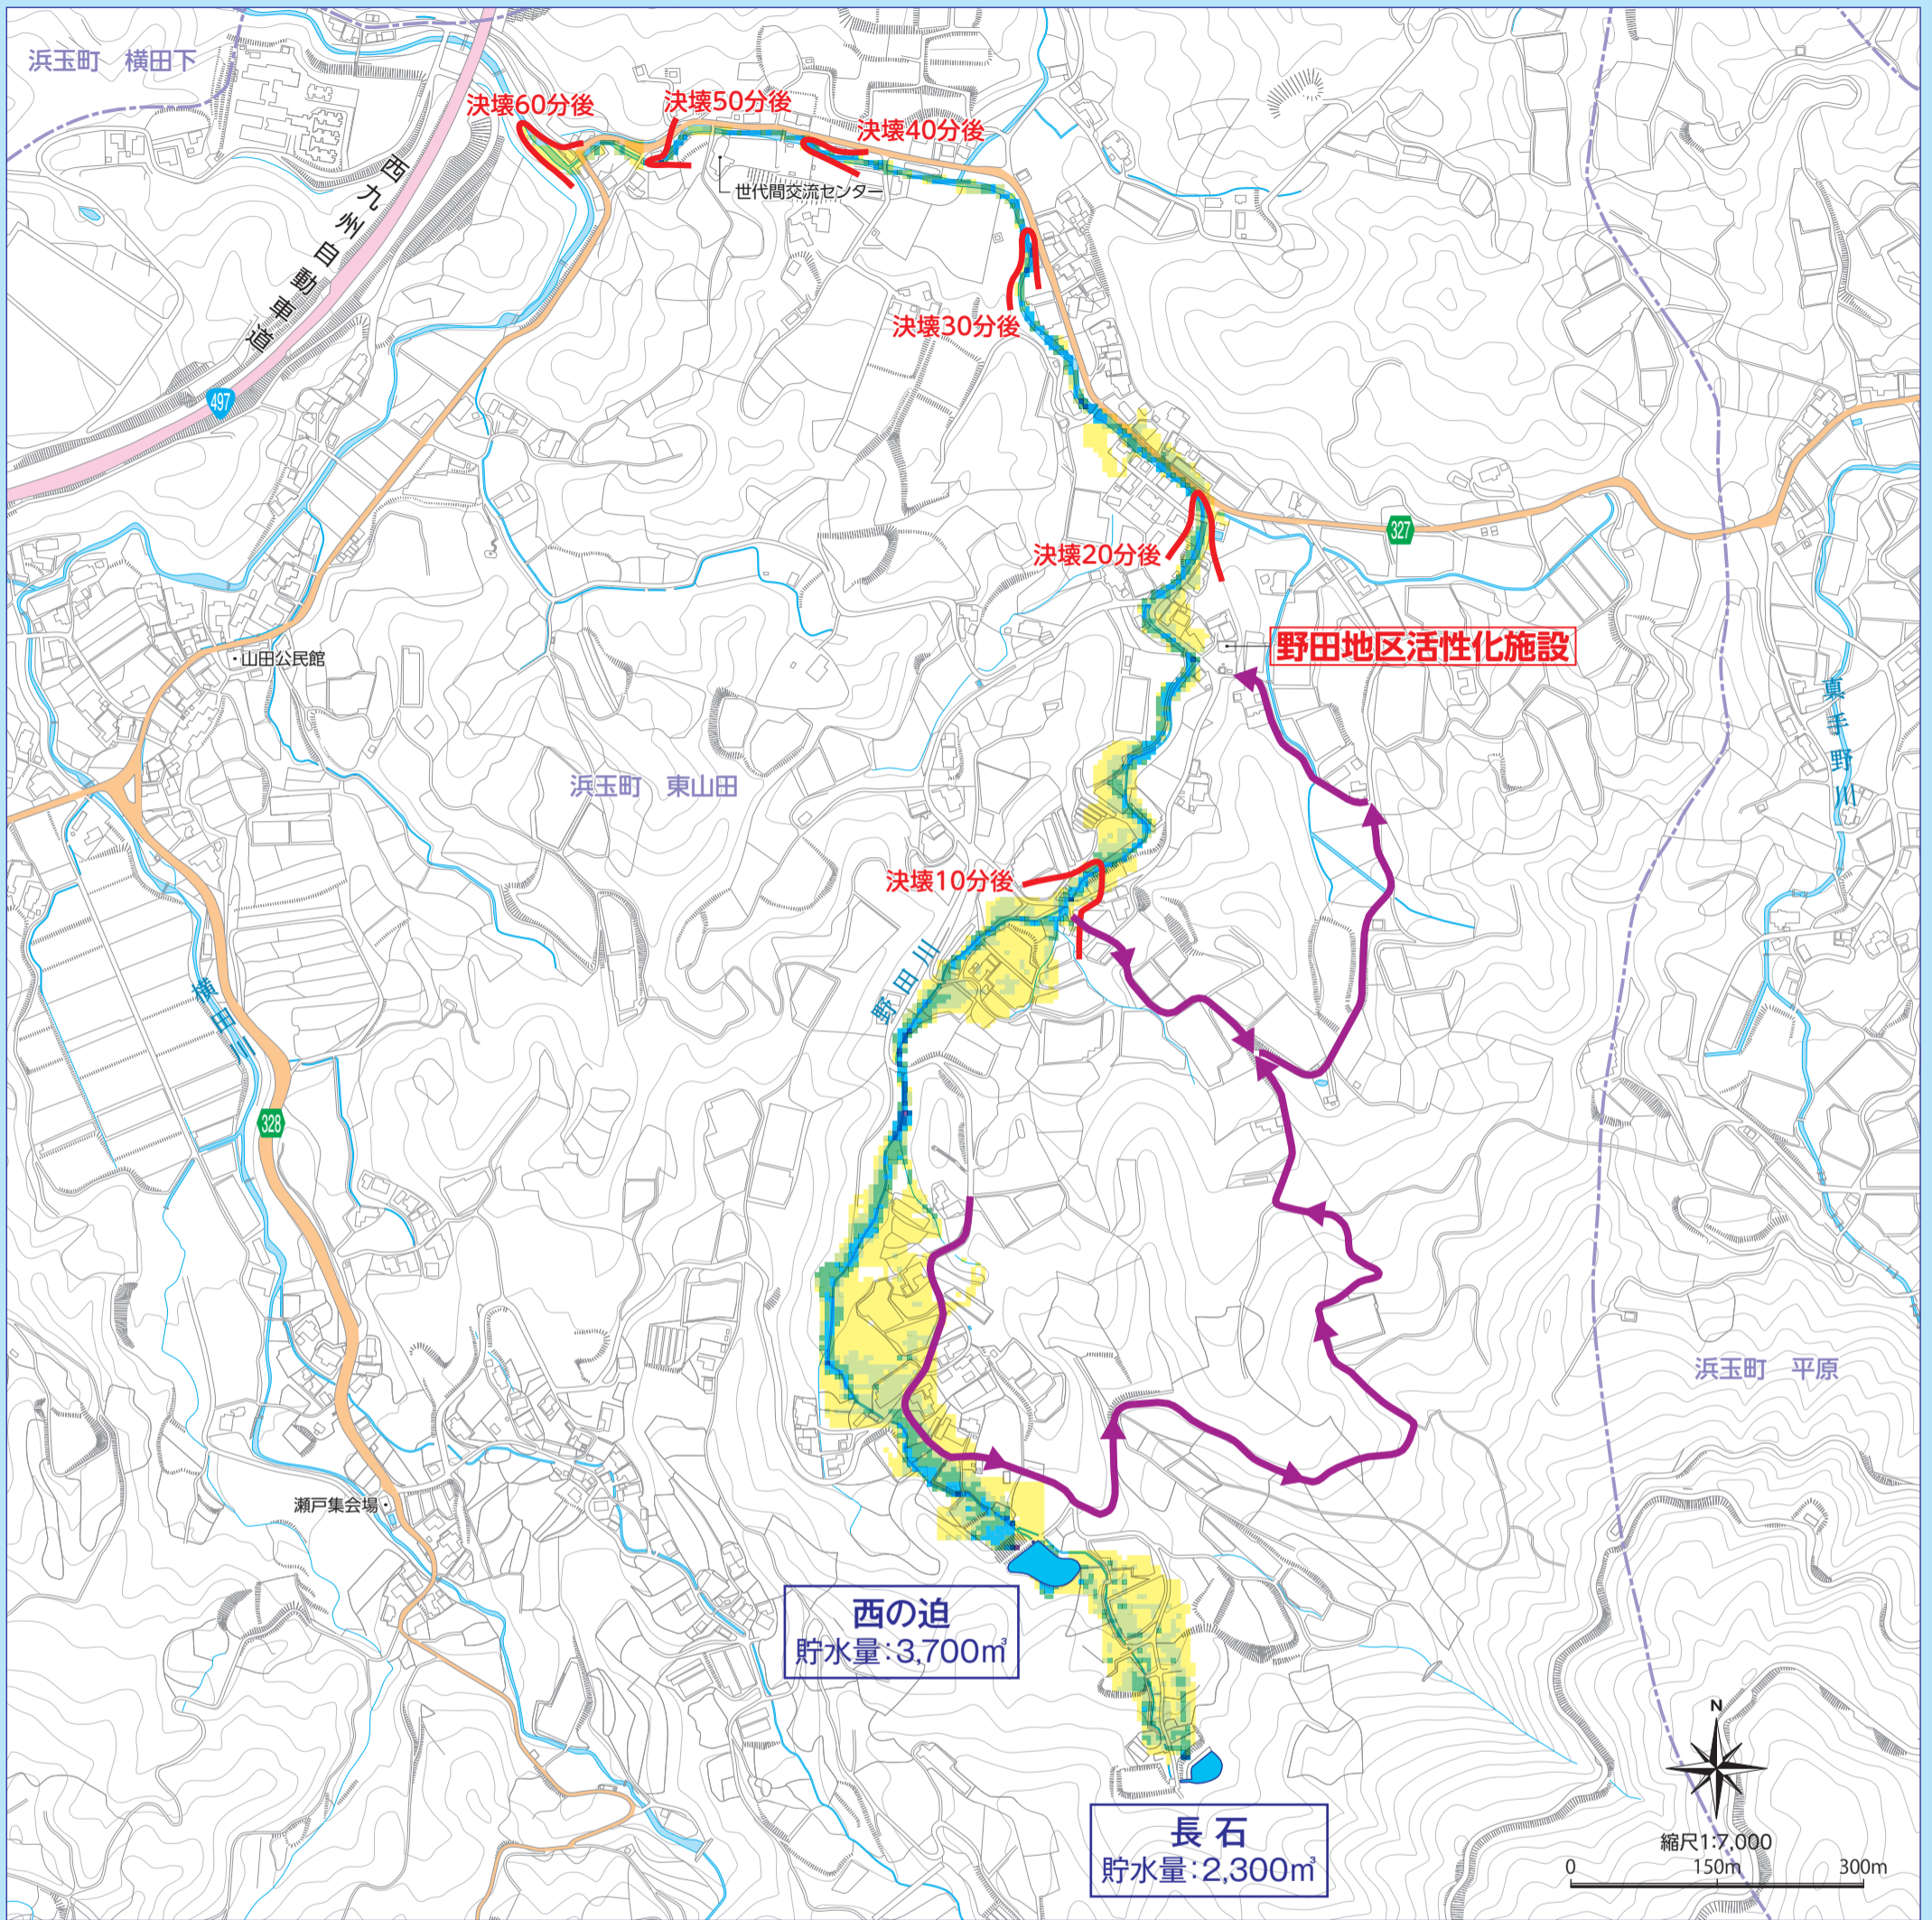 浜玉町 横田下
決壊60分後
決壊50分後
決壊40分後
世代間交流センター
西九州自動車道
決壊30分後
497
327
決壊20分後
野田地区活性化施設
・山田公民館
真手野川
浜玉町 東山田
決壊10分後
野田川
横田川
328
浜玉町 平原
瀬戸集会場・
西の迫
貯水量:3,700㎥
長石
貯水量:2,300㎥
N
縮尺1:7,000
0 150m 300m